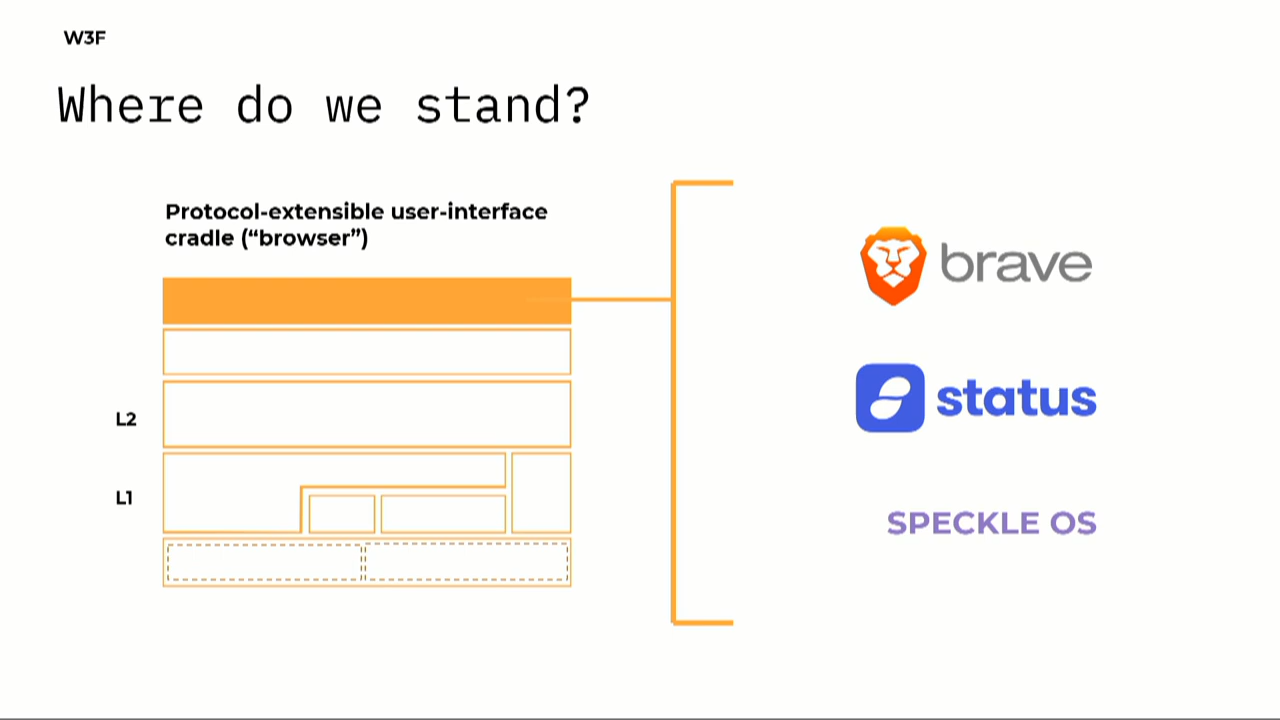 W3F
Where do we stand?
Protocol-extensible user-interface
cradle (“browser”)
L2
L1
brave
status
SPECKLE OS